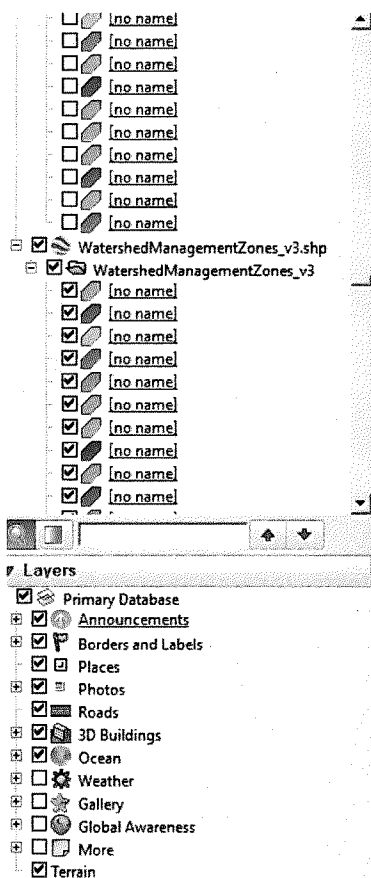 [no name]
[no name]
[no name]
[no name]
[no name]
[no name]
[no name]
[no name]
[no name]
[no name]
WatershedManagementZones_v3.shp
WatershedManagementZones_v3
[no name]
[no name]
[no name]
[no name]
[no name]
[no name]
[no name]
[no name]
[no name]
[no name]
Layers
Primary Database
Announcements
Borders and Labels
Places
Photos
Roads
3D Buildings
Ocean
Weather
Gallery
Global Awareness
More
Terrain